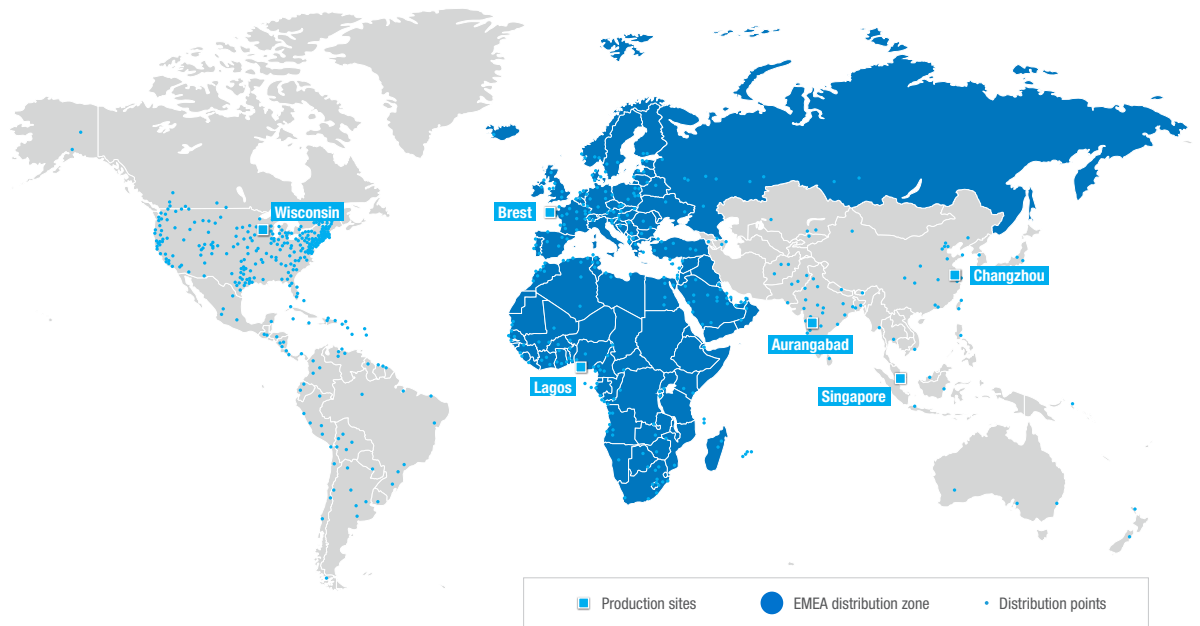 Wisconsin
Brest
Changzhou
Aurangabad
Lagos
Singapore
Production sites
EMEA distribution zone
Distribution points